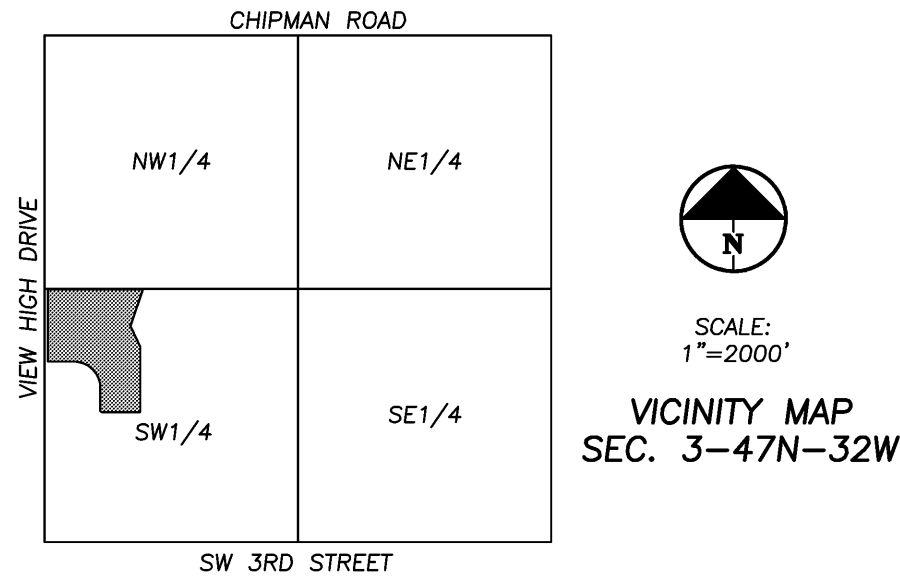 CHIPMAN ROAD
NW1/4
NE1/4
VIEW HIGH DRIVE
N
SCALE:
1"=2000'
VICINITY MAP
SEC. 3-47N-32W
SW1/4
SE1/4
SW 3RD STREET